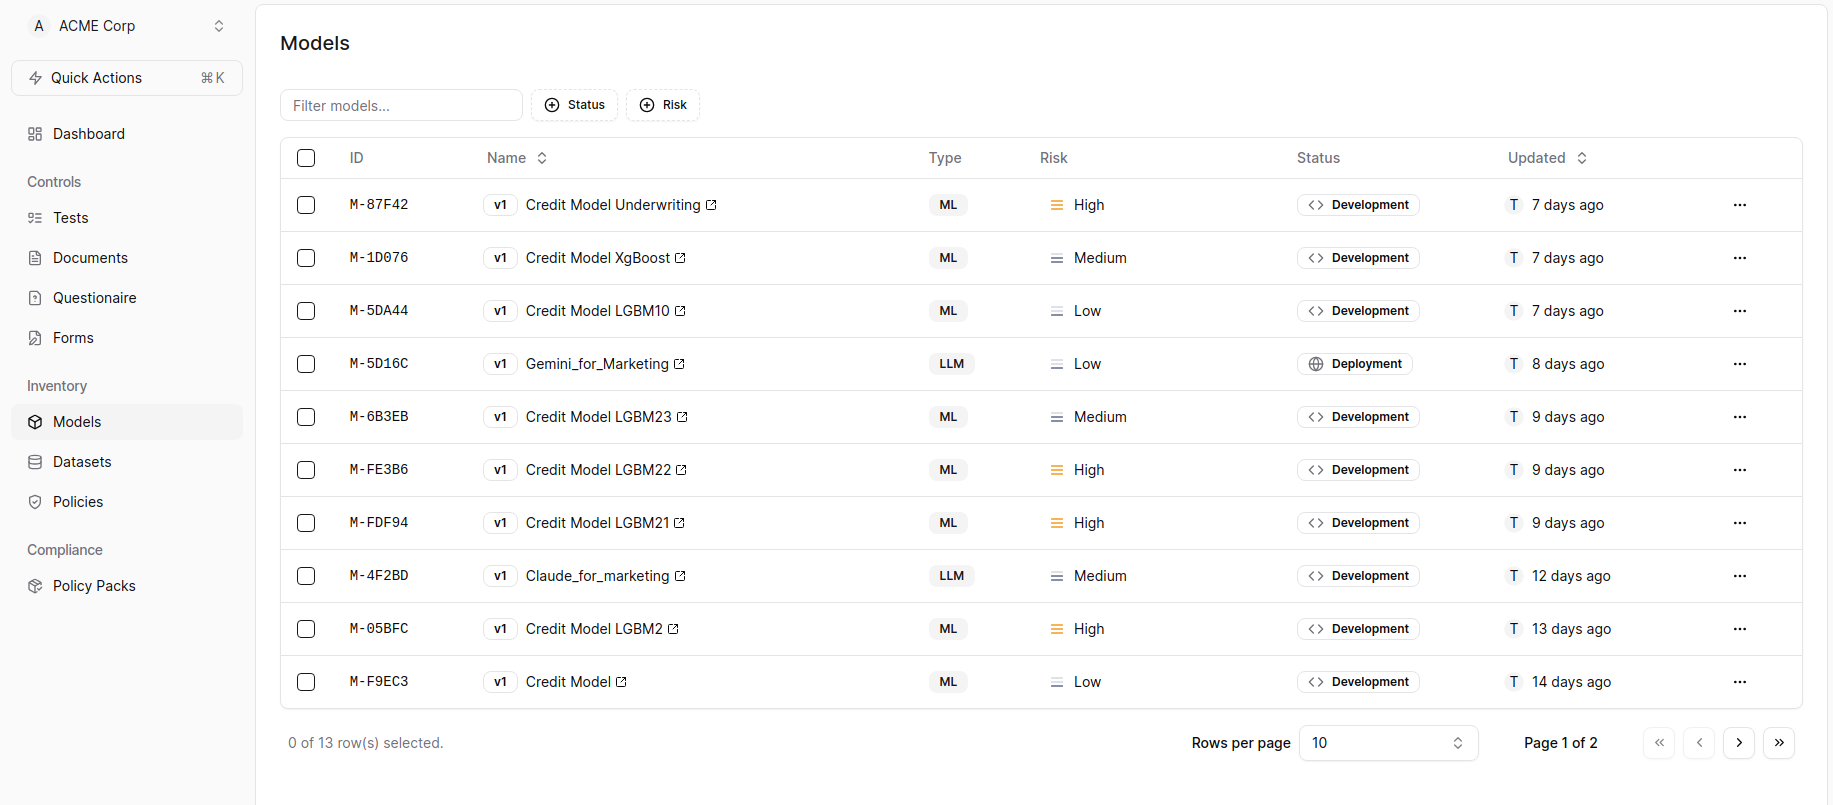 A ACME Corp
Quick Actions ⌘K
Dashboard
Controls
Tests
Documents
Questionaire
Forms
Inventory
Models
Datasets
Policies
Compliance
Policy Packs
Models
Filter models...
Status
Risk
ID Name Type Risk Status Updated
M-87F42 v1 Credit Model Underwriting ML High Development T 7 days ago
M-1D076 v1 Credit Model XgBoost ML Medium Development T 7 days ago
M-5DA44 v1 Credit Model LGBM10 ML Low Development T 7 days ago
M-5D16C v1 Gemini_for_Marketing LLM Low Deployment T 8 days ago
M-6B3EB v1 Credit Model LGBM23 ML Medium Development T 9 days ago
M-FE3B6 v1 Credit Model LGBM22 ML High Development T 9 days ago
M-FDF94 v1 Credit Model LGBM21 ML High Development T 9 days ago
M-4F2BD v1 Claude_for_marketing LLM Medium Development T 12 days ago
M-05BFC v1 Credit Model LGBM2 ML High Development T 13 days ago
M-F9EC3 v1 Credit Model ML Low Development T 14 days ago
0 of 13 row(s) selected.
Rows per page 10 Page 1 of 2